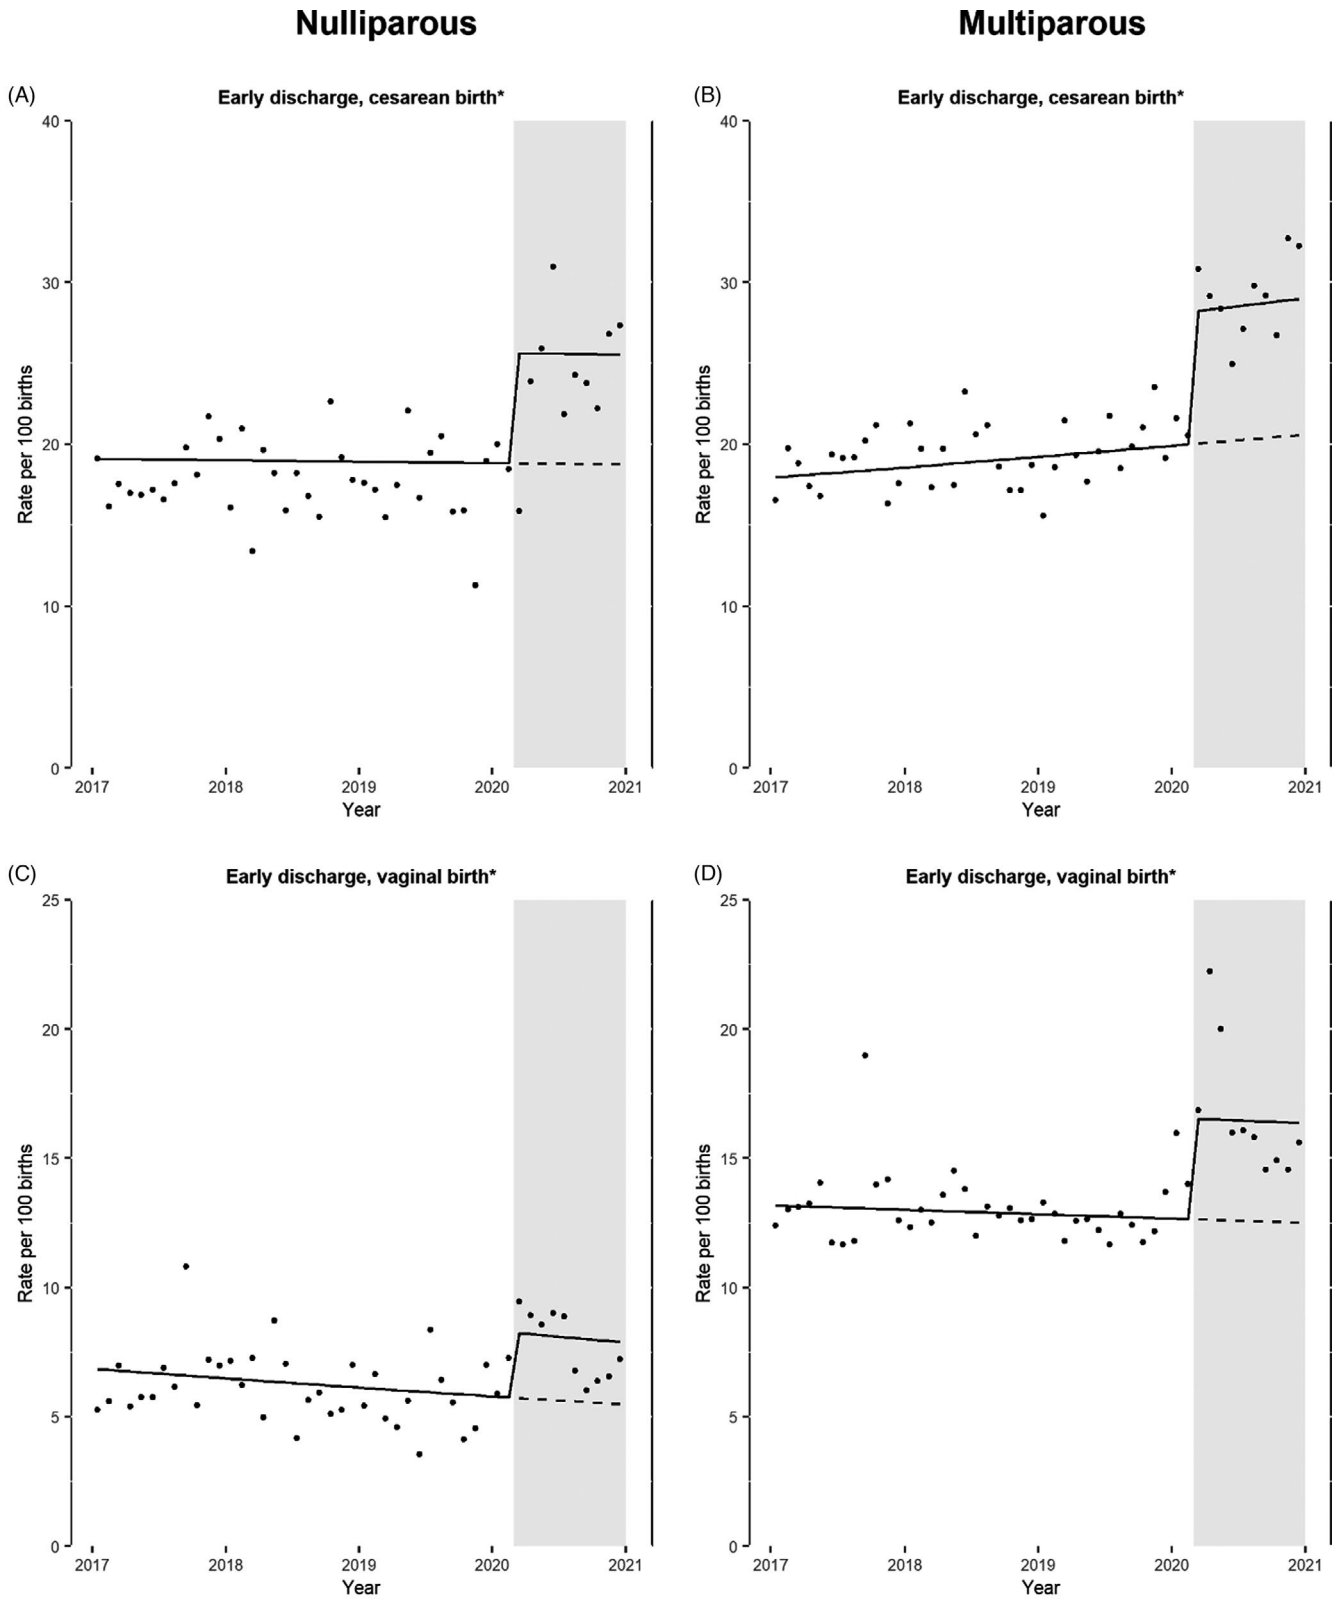 Nulliparous
Multiparous
(A)
Early discharge, cesarean birth*
40
30
20
10
0
Rate per 100 births
2017 2018 2019 2020 2021
Year
(B)
Early discharge, cesarean birth*
40
30
20
10
0
Rate per 100 births
2017 2018 2019 2020 2021
Year
(C)
Early discharge, vaginal birth*
25
20
15
10
5
0
Rate per 100 births
2017 2018 2019 2020 2021
Year
(D)
Early discharge, vaginal birth*
25
20
15
10
5
0
Rate per 100 births
2017 2018 2019 2020 2021
Year